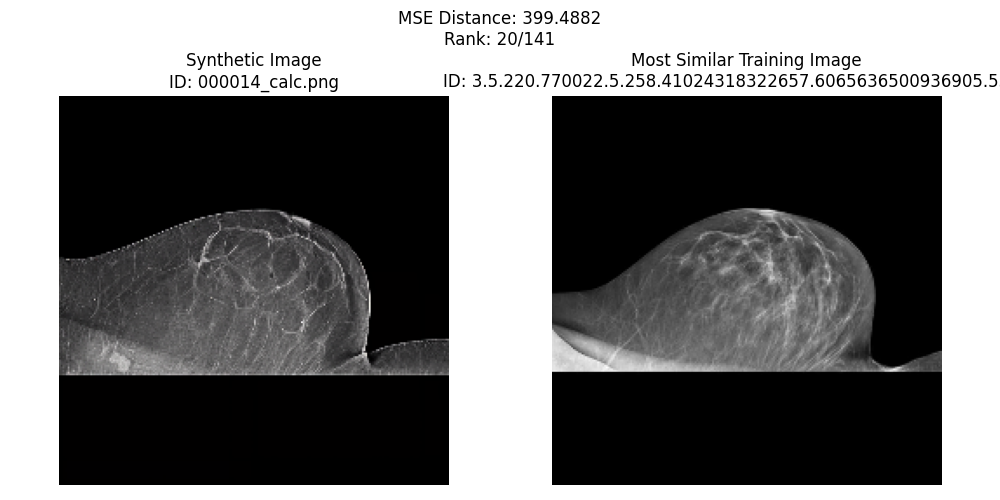 MSE Distance: 399.4882
Rank: 20/141
Synthetic Image
ID: 000014_calc.png
Most Similar Training Image
ID: 3.5.220.770022.5.258.41024318322657.6065636500936905.5